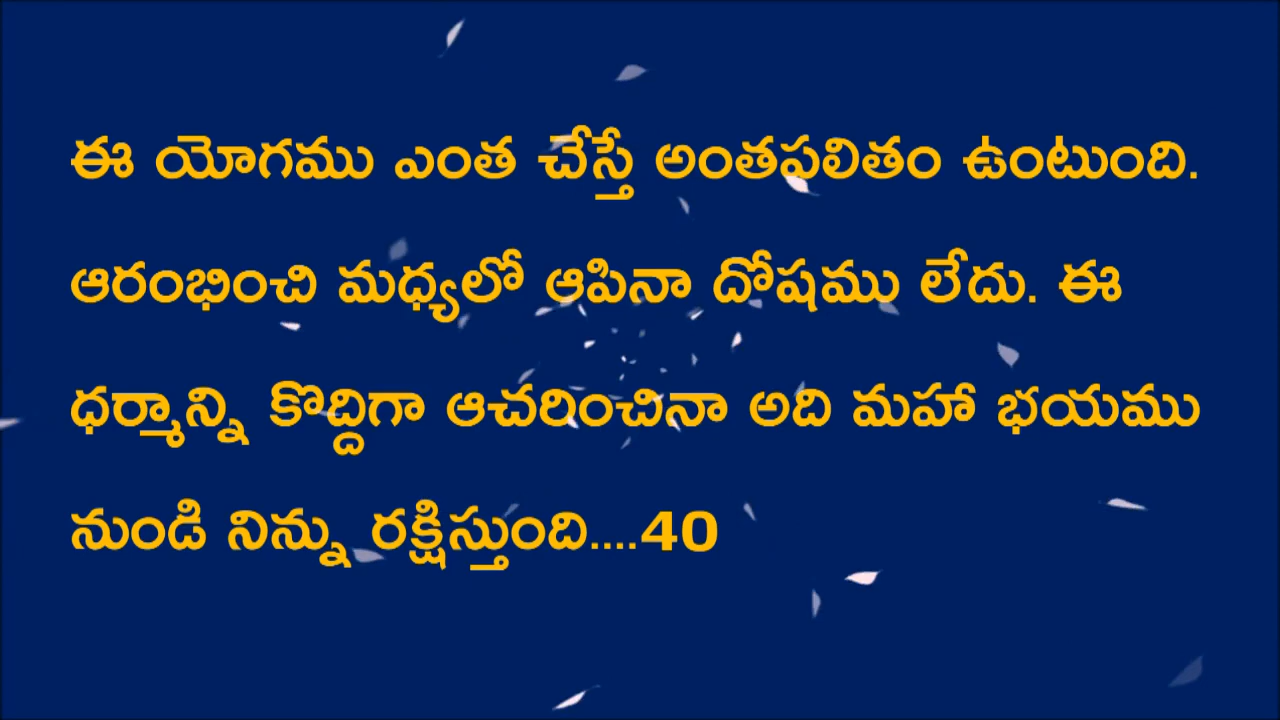 ఈ యోగము ఎంత చేస్తే అంతఫలితం ఉంటుంది.
ఆరంభించి మధ్యలో ఆపినా దోషము లేదు. ఈ
ధర్మాన్ని కొద్దిగా ఆచరించినా అది మహా భయము
నుండి నిన్ను రక్షిస్తుంది....40